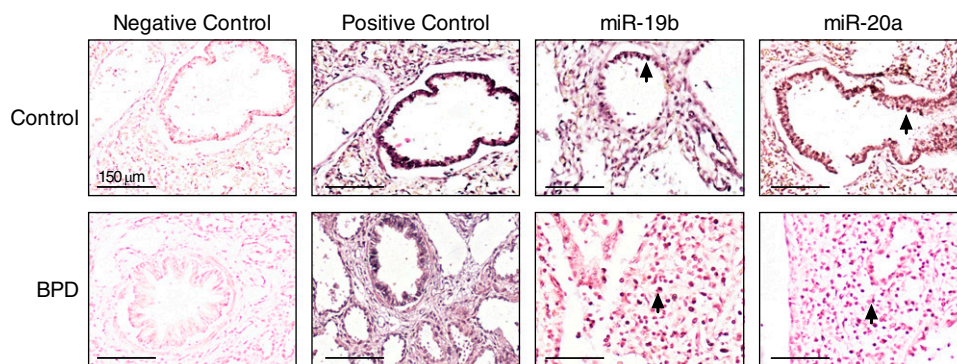 Negative Control Positive Control miR-19b miR-20a
Control
150 μm
BPD